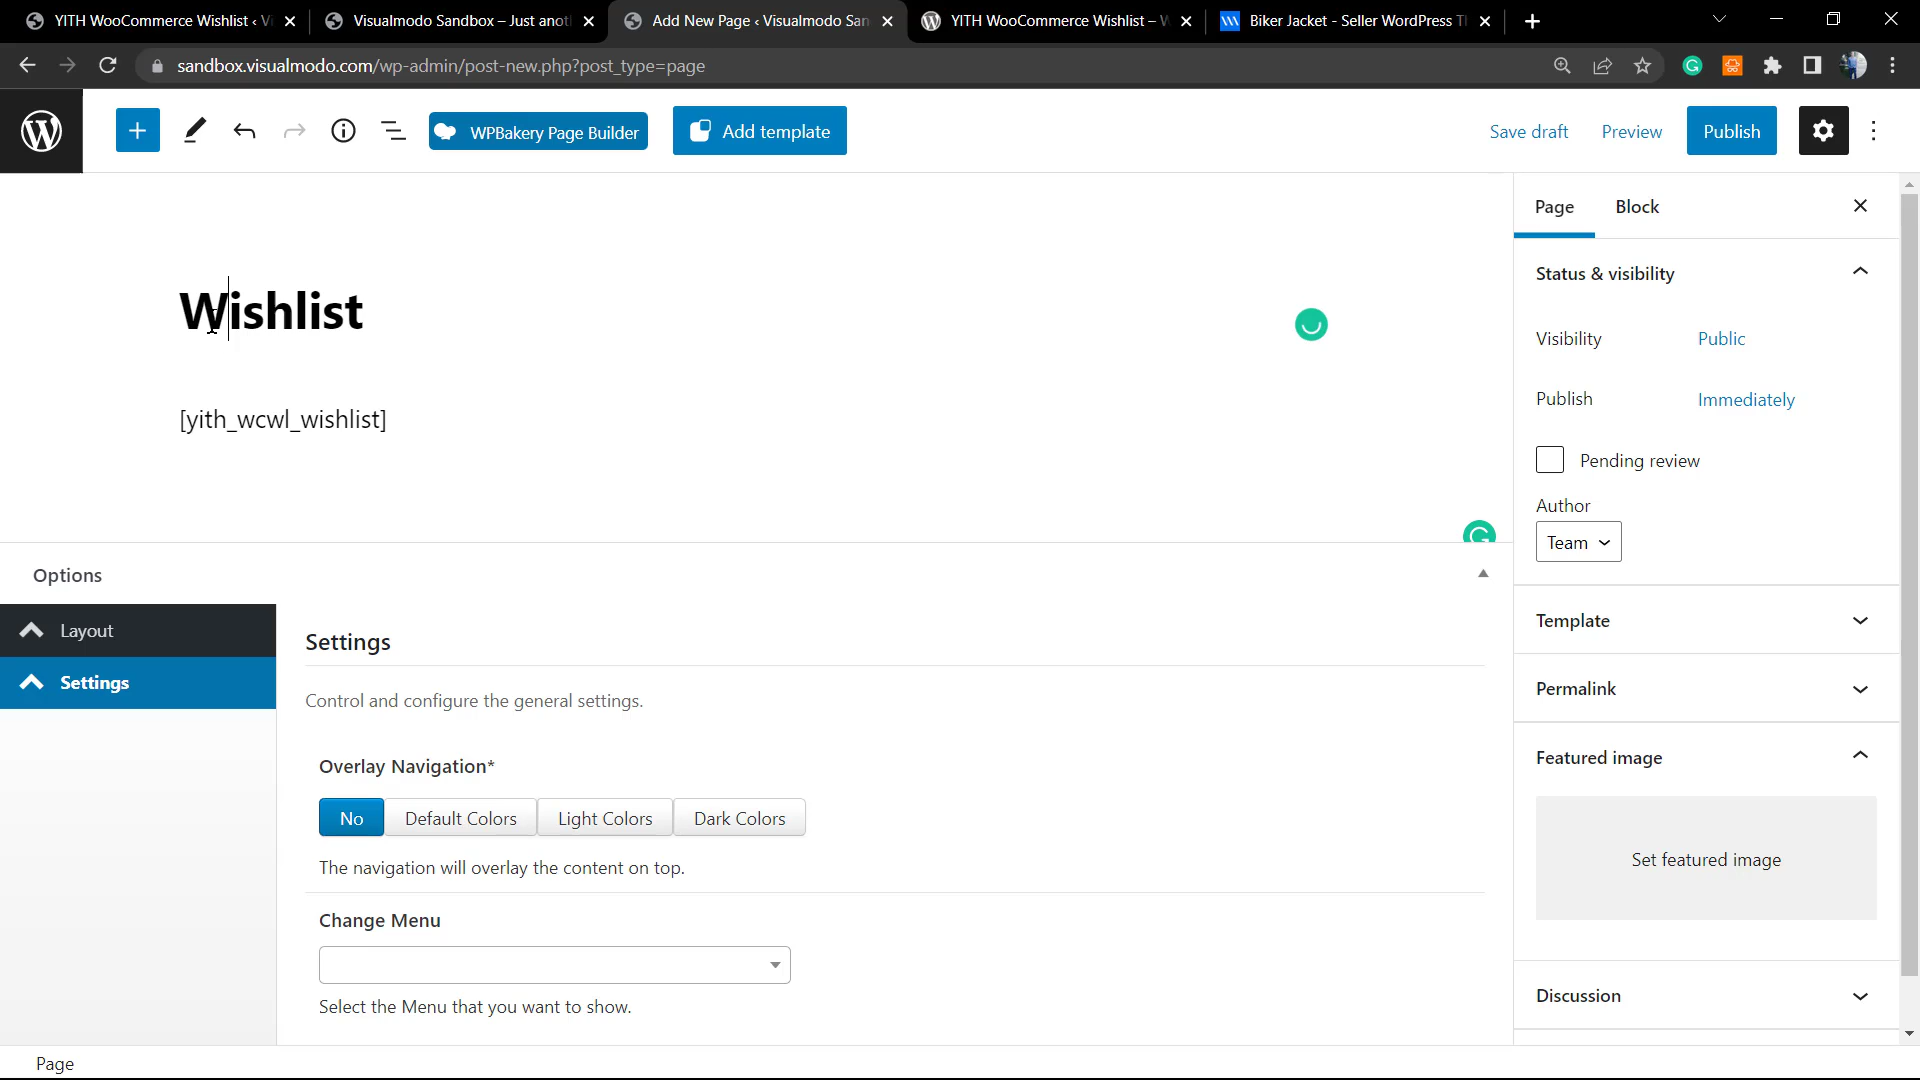 YITH WooCommerce Wishlist ‹ Vi
Visualmodo Sandbox – Just anot
Add New Page ‹ Visualmodo San
YITH WooCommerce Wishlist – W
Biker Jacket - Seller WordPress Th
sandbox.visualmodo.com/wp-admin/post-new.php?post_type=page
WPBakery Page Builder
Add template
Save draft
Preview
Publish
Wishlist
[yith_wcwl_wishlist]
Page
Block
Status & visibility
Visibility
Public
Publish
Immediately
Pending review
Author
Team
Template
Permalink
Featured image
Set featured image
Discussion
Options
Layout
Settings
Settings
Control and configure the general settings.
Overlay Navigation*
No
Default Colors
Light Colors
Dark Colors
The navigation will overlay the content on top.
Change Menu
Select the Menu that you want to show.
Page